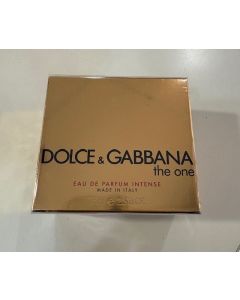 DOLCE & GABBANA
the one
EAU DE PARFUM INTENSE
MADE IN ITALY